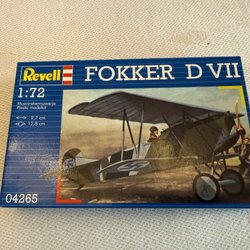 Revell
FOKKER D VII
1:72
Plastic modelkit
9,7 cm
12,8 cm
04265